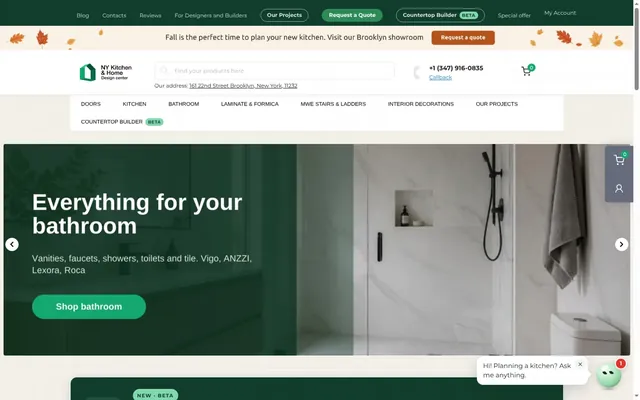 Blog Contacts Reviews For Designers and Builders Our Projects Request a Quote Countertop Builder BETA Special offer My Account
Fall is the perfect time to plan your new kitchen. Visit our Brooklyn showroom Request a quote
NY Kitchen
& Home
Design center
Find your products here
Our address: 161 22nd Street Brooklyn, New York, 11232
+1 (347) 916-0835
Callback
0
DOORS KITCHEN BATHROOM LAMINATE & FORMICA MWE STAIRS & LADDERS INTERIOR DECORATIONS OUR PROJECTS
COUNTERTOP BUILDER BETA
0
Everything for your
bathroom
Vanities, faucets, showers, toilets and tile. Vigo, ANZZI,
Lexora, Roca
Shop bathroom
Hi! Planning a kitchen? Ask
me anything.
1
NEW · BETA